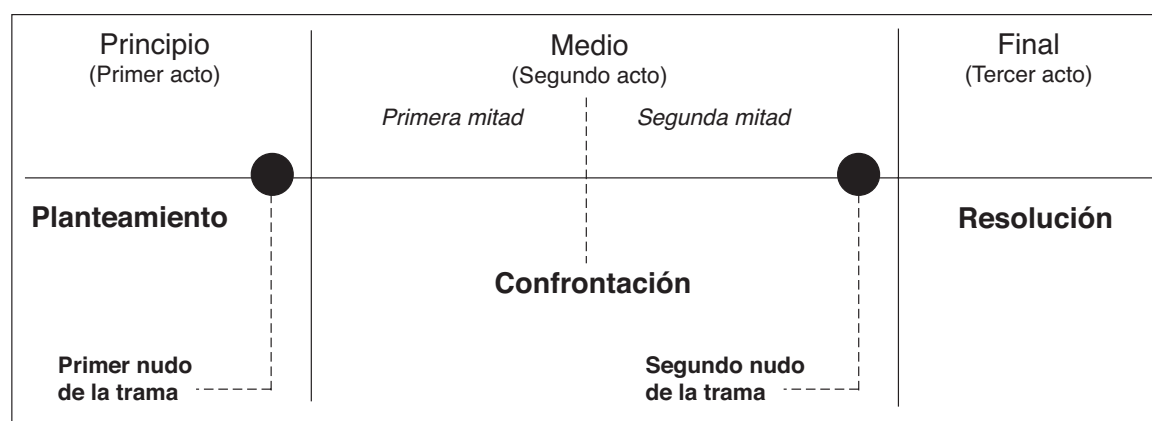 Principio
(Primer acto)
Medio
(Segundo acto)
Final
(Tercer acto)
Primera mitad
Segunda mitad
Planteamiento
Resolución
Confrontación
Primer nudo
de la trama
Segundo nudo
de la trama